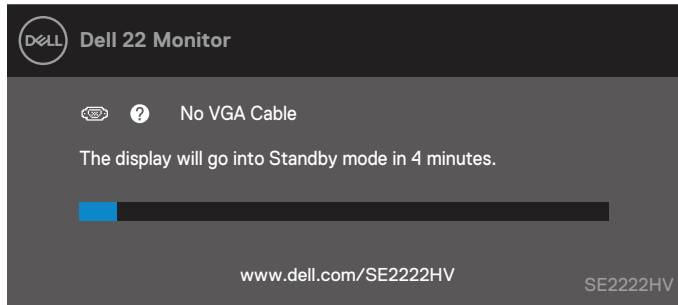 DELL Dell 22 Monitor
? No VGA Cable
The display will go into Standby mode in 4 minutes.
www.dell.com/SE2222HV
SE2222HV